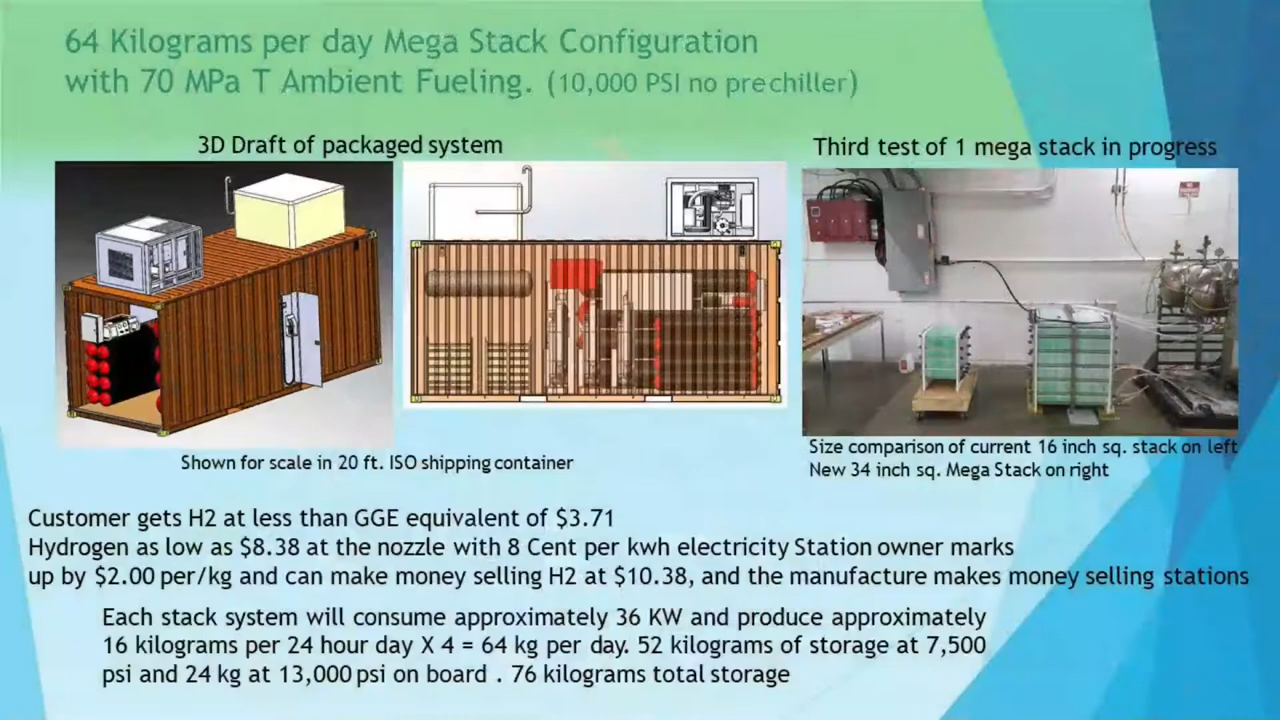 64 Kilograms per day Mega Stack Configuration
with 70 MPa T Ambient Fueling. (10,000 PSI no prechiller)
3D Draft of packaged system
Third test of 1 mega stack in progress
Shown for scale in 20 ft. ISO shipping container
Size comparison of current 16 inch sq. stack on left
New 34 inch sq. Mega Stack on right
Customer gets H2 at less than GGE equivalent of $3.71
Hydrogen as low as $8.38 at the nozzle with 8 Cent per kwh electricity Station owner marks
up by $2.00 per/kg and can make money selling H2 at $10.38, and the manufacture makes money selling stations
Each stack system will consume approximately 36 KW and produce approximately
16 kilograms per 24 hour day X 4 = 64 kg per day. 52 kilograms of storage at 7,500
psi and 24 kg at 13,000 psi on board . 76 kilograms total storage